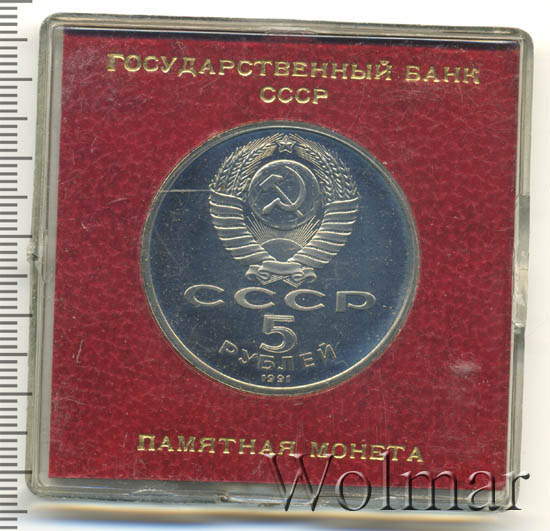 ГОСУДАРСТВЕННЫЙ БАНК
СССР
СССР
5
РУБЛЕЙ
1991
ПАМЯТНАЯ МОНЕТА
Wolmar